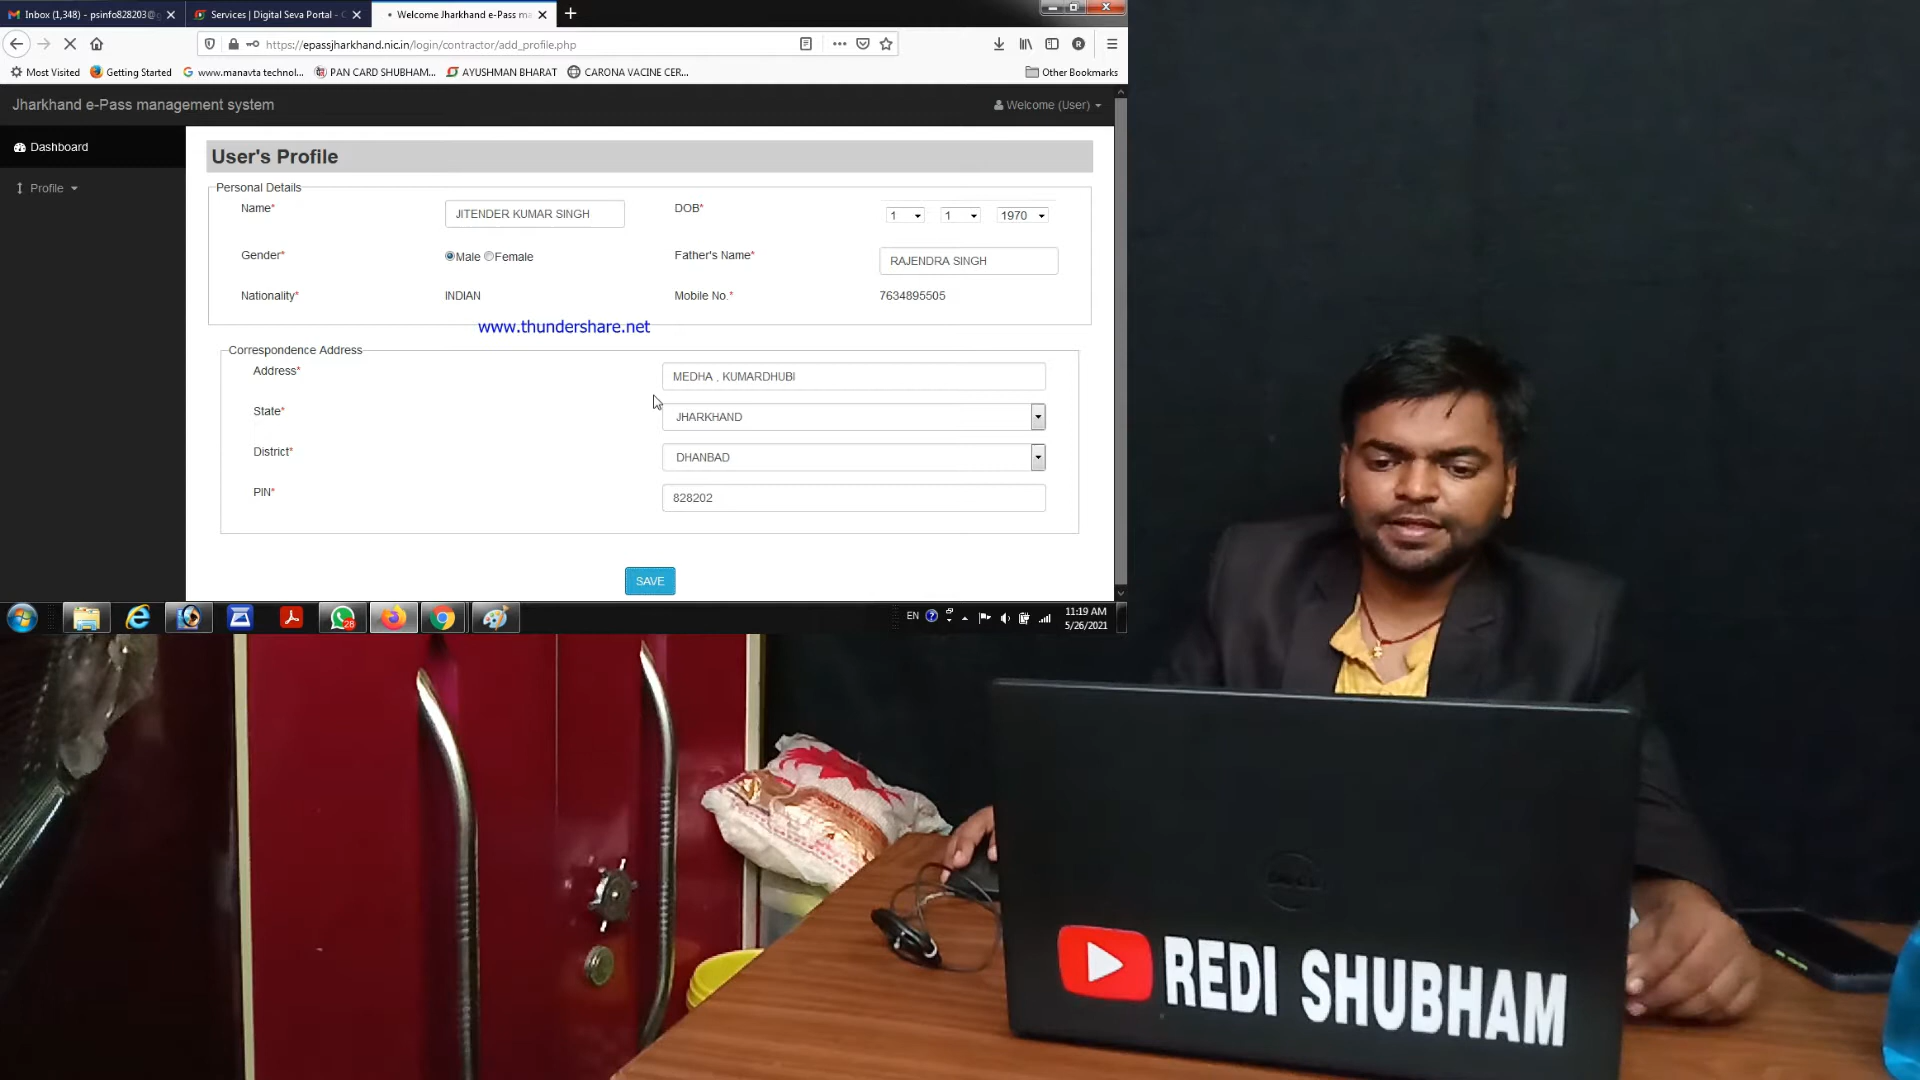 Inbox (1,348) - psinfo828203@g
Services | Digital Seva Portal - C
Welcome Jharkhand e-Pass ma
https://epassjharkhand.nic.in/login/contractor/add_profile.php
Most Visited
Getting Started
www.manavta technol...
PAN CARD SHUBHAM...
AYUSHMAN BHARAT
CARONA VACINE CER...
Other Bookmarks
Jharkhand e-Pass management system
Welcome (User)
Dashboard
Profile
User's Profile
Personal Details
Name* JITENDER KUMAR SINGH DOB* 1 1 1970
Gender* Male Female Father's Name* RAJENDRA SINGH
Nationality* INDIAN Mobile No.* 7634895505
www.thundershare.net
Correspondence Address
Address* MEDHA , KUMARDHUBI
State* JHARKHAND
District* DHANBAD
PIN* 828202
SAVE
28
EN
11:19 AM
5/26/2021
DELL
REDI SHUBHAM